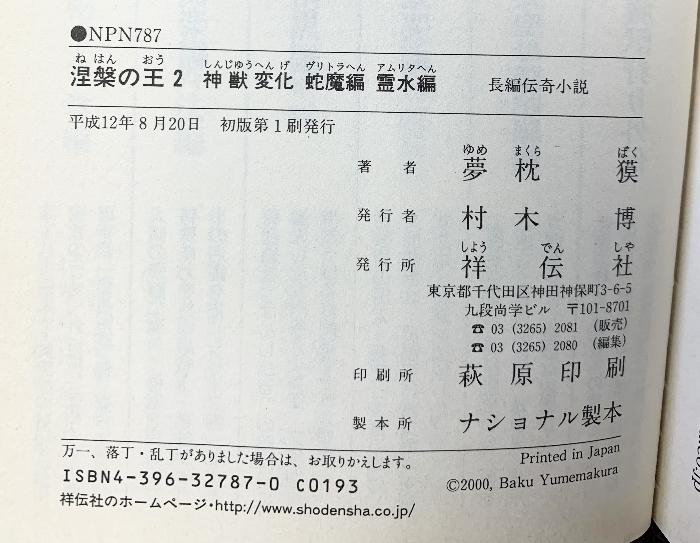 ●NPN787
ねはん おう しんじゆうへんげ ヴリトラへん アムリタへん
涅槃の王2 神獣変化 蛇魔編 霊水編 長編伝奇小説
平成12年8月20日 初版第1刷発行
ゆめ まくら ばく
著者 夢枕獏
発行者 村木博
しよう でん しや
発行所 祥伝社
東京都千代田区神田神保町3-6-5
九段尚学ビル 〒101-8701
☎ 03 (3265) 2081 (販売)
☎ 03 (3265) 2080 (編集)
印刷所 萩原印刷
製本所 ナショナル製本
万一、落丁・乱丁がありました場合は、お取りかえします。
Printed in Japan
ISBN4-396-32787-0 C0193
©2000, Baku Yumemakura
祥伝社のホームページ・http://www.shodensha.co.jp/